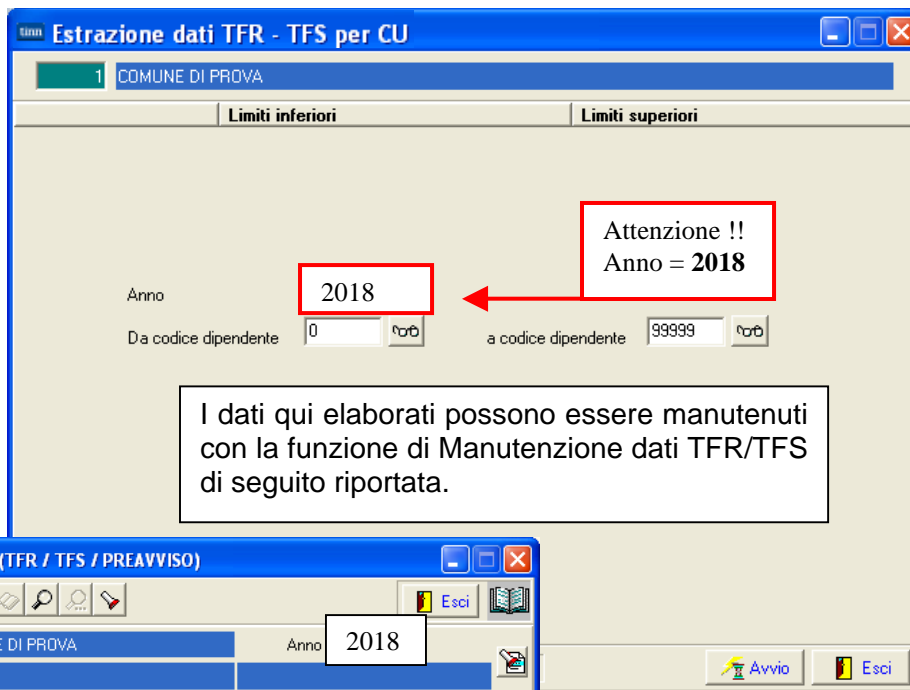 tinn Estrazione dati TFR - TFS per CU
1 COMUNE DI PROVA
Limiti inferiori Limiti superiori
Attenzione !!
Anno = 2018
Anno 2018
Da codice dipendente 0 a codice dipendente 99999
I dati qui elaborati possono essere manutenuti
con la funzione di Manutenzione dati TFR/TFS
di seguito riportata.
(TFR / TFS / PREAVVISO)
Esci
E DI PROVA Anno 2018
Avvio Esci